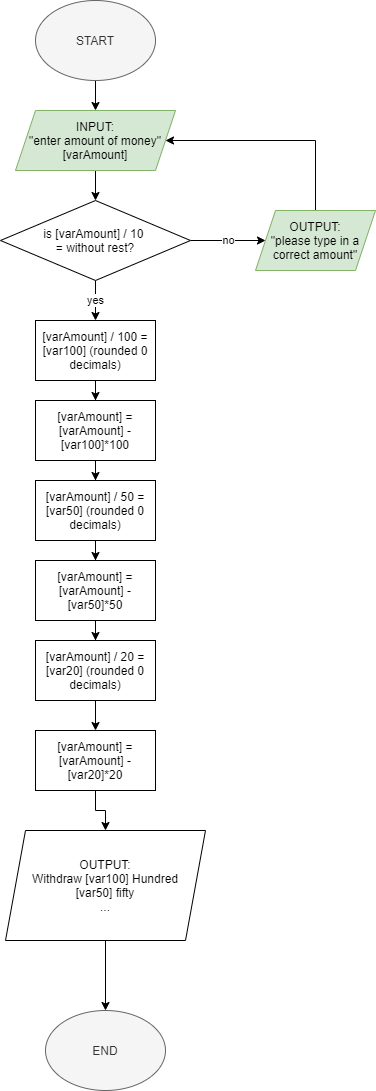 START
INPUT:
"enter amount of money"
[varAmount]
is [varAmount] / 10
= without rest?
no
OUTPUT:
"please type in a
correct amount"
yes
[varAmount] / 100 =
[var100] (rounded 0
decimals)
[varAmount] =
[varAmount] -
[var100]*100
[varAmount] / 50 =
[var50] (rounded 0
decimals)
[varAmount] =
[varAmount] -
[var50]*50
[varAmount] / 20 =
[var20] (rounded 0
decimals)
[varAmount] =
[varAmount] -
[var20]*20
OUTPUT:
Withdraw [var100] Hundred
[var50] fifty
...
END